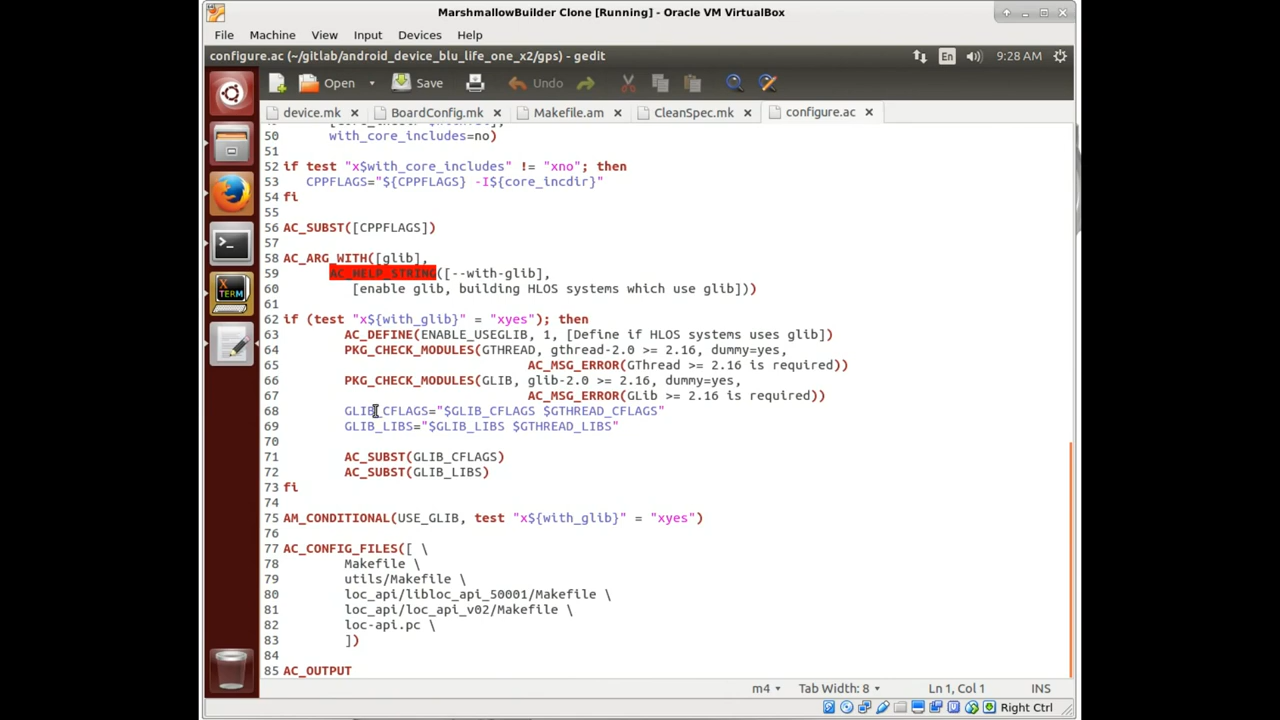 MarshmallowBuilder Clone [Running] - Oracle VM VirtualBox
File Machine View Input Devices Help
configure.ac (~/gitlab/android_device_blu_life_one_x2/gps) - gedit
En 9:28 AM
Open Save Undo
device.mk BoardConfig.mk Makefile.am CleanSpec.mk configure.ac
50 with_core_includes=no)
51
52 if test "x$with_core_includes" != "xno"; then
53 CPPFLAGS="${CPPFLAGS} -I${core_incdir}"
54 fi
55
56 AC_SUBST([CPPFLAGS])
57
58 AC_ARG_WITH([glib],
59 AC_HELP_STRING([--with-glib],
60 [enable glib, building HLOS systems which use glib]))
61
62 if (test "x${with_glib}" = "xyes"); then
63 AC_DEFINE(ENABLE_USEGLIB, 1, [Define if HLOS systems uses glib])
64 PKG_CHECK_MODULES(GTHREAD, gthread-2.0 >= 2.16, dummy=yes,
65 AC_MSG_ERROR(GThread >= 2.16 is required))
66 PKG_CHECK_MODULES(GLIB, glib-2.0 >= 2.16, dummy=yes,
67 AC_MSG_ERROR(GLib >= 2.16 is required))
68 GLIB_CFLAGS="$GLIB_CFLAGS $GTHREAD_CFLAGS"
69 GLIB_LIBS="$GLIB_LIBS $GTHREAD_LIBS"
70
71 AC_SUBST(GLIB_CFLAGS)
72 AC_SUBST(GLIB_LIBS)
73 fi
74
75 AM_CONDITIONAL(USE_GLIB, test "x${with_glib}" = "xyes")
76
77 AC_CONFIG_FILES([ \
78 Makefile \
79 utils/Makefile \
80 loc_api/libloc_api_50001/Makefile \
81 loc_api/loc_api_v02/Makefile \
82 loc-api.pc \
83 ])
84
85 AC_OUTPUT
XTERM
m4 Tab Width: 8 Ln 1, Col 1 INS
Right Ctrl